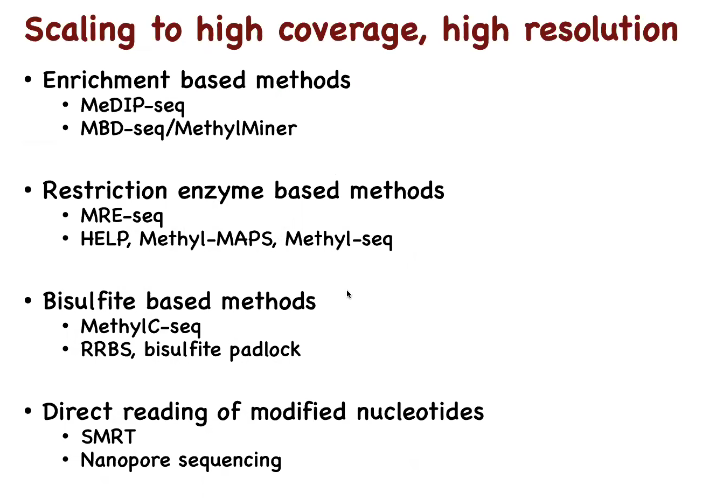 Scaling to high coverage, high resolution
• Enrichment based methods
• MeDIP-seq
• MBD-seq/MethylMiner
• Restriction enzyme based methods
• MRE-seq
• HELP, Methyl-MAPS, Methyl-seq
• Bisulfite based methods
• MethylC-seq
• RRBS, bisulfite padlock
• Direct reading of modified nucleotides
• SMRT
• Nanopore sequencing